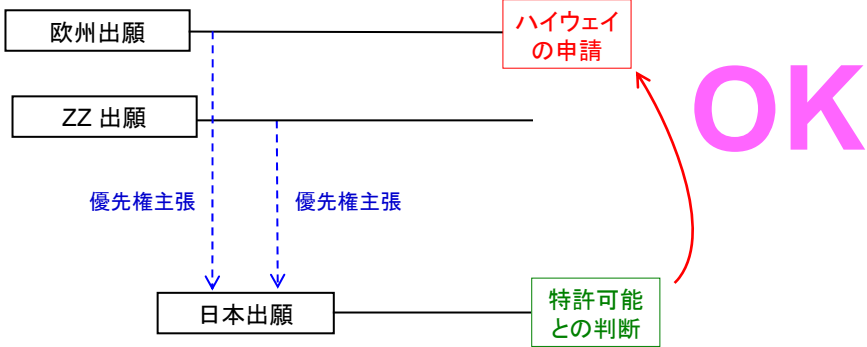 欧州出願
ハイウェイ
の申請
OK
ZZ 出願
優先権主張
優先権主張
日本出願
特許可能
との判断